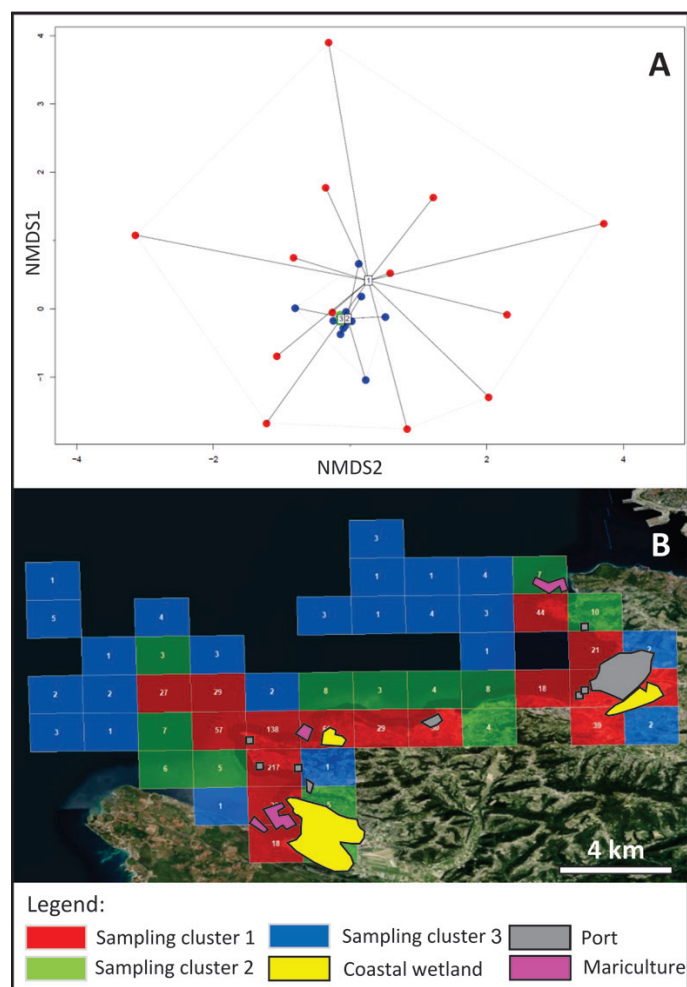 A
4
3
2
1
0
-1
NMDS1
1
3 2
-4 -2 2 4
NMDS2
B
3
1 1 1 4 7
5 4 3 1 4 3 44 10
1 3 3 1 21 2
2 2 27 29 2 8 3 4 8 18
3 1 7 57 138 29 4 39 2
6 5 217 1
1
18
4 km
Legend:
Sampling cluster 1 Sampling cluster 3 Port
Sampling cluster 2 Coastal wetland Mariculture